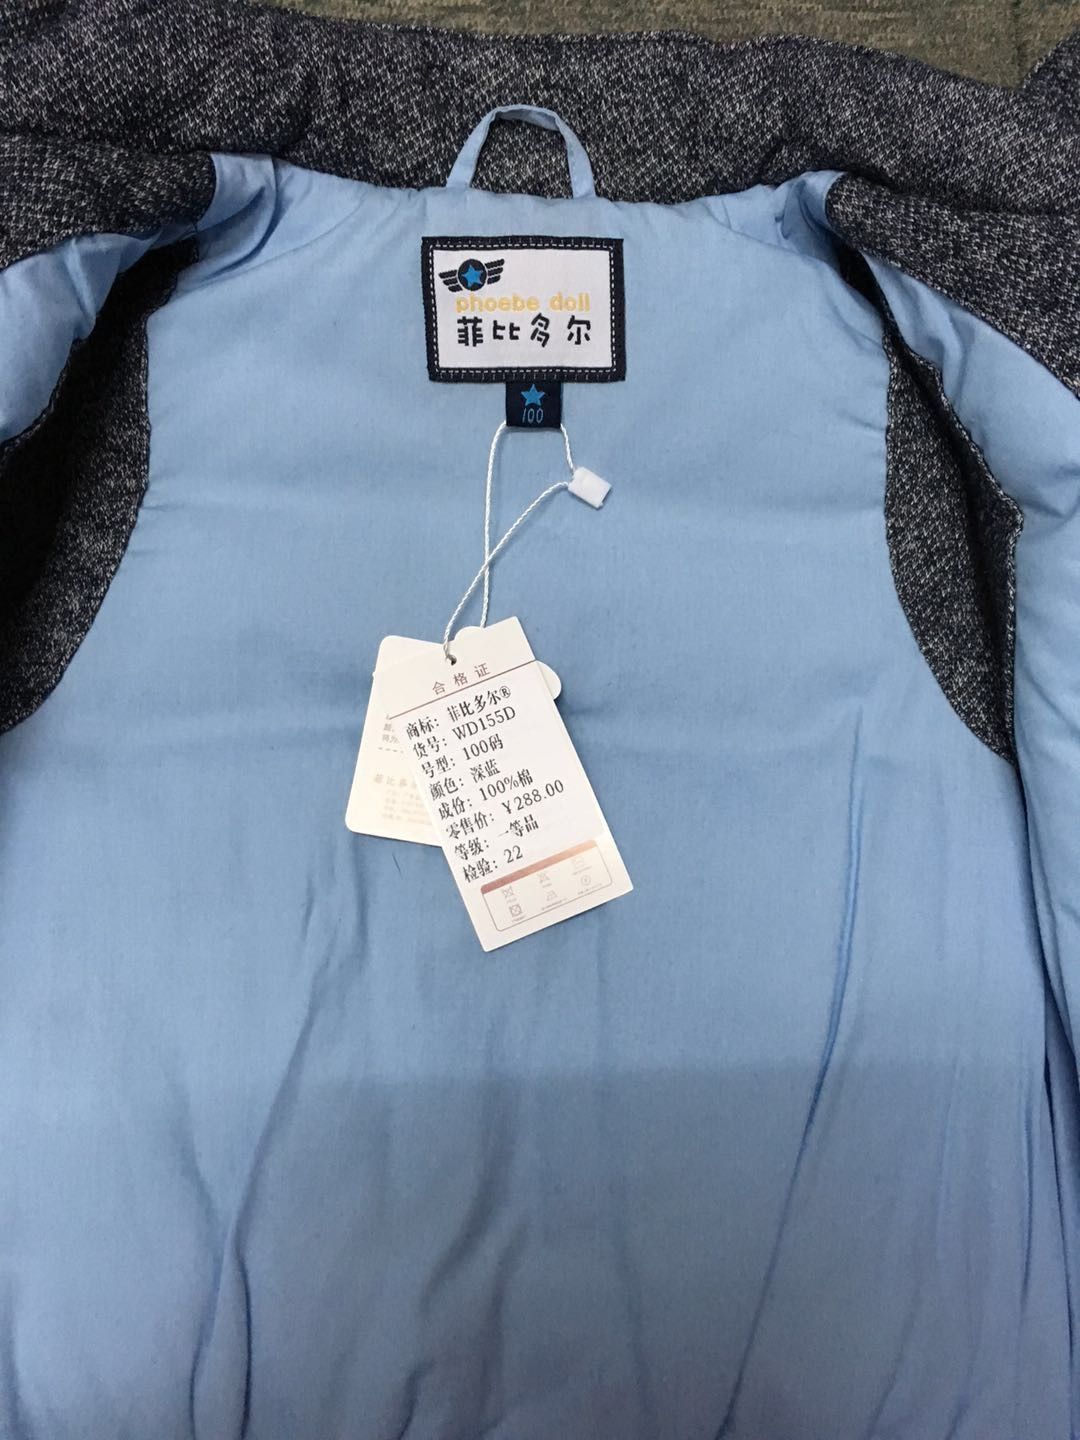 phoebe doll
菲比多尔
100
合格证
商标：菲比多尔®
货号：WD155D
号型：100码
颜色：深蓝
成份：100%棉
零售价：￥288.00
等级：一等品
检验：22